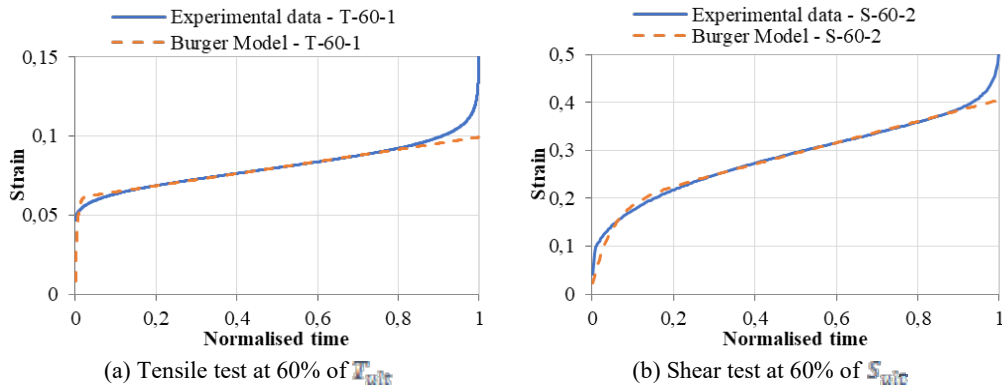 Experimental data - T-60-1
Burger Model - T-60-1
0,15
0,1
0,05
0
Strain
0
0,2
0,4
0,6
0,8
1
Normalised time
(a) Tensile test at 60% of T_ult
Experimental data - S-60-2
Burger Model - S-60-2
0,5
0,4
0,3
0,2
0,1
0
Strain
0
0,2
0,4
0,6
0,8
1
Normalised time
(b) Shear test at 60% of S_ult